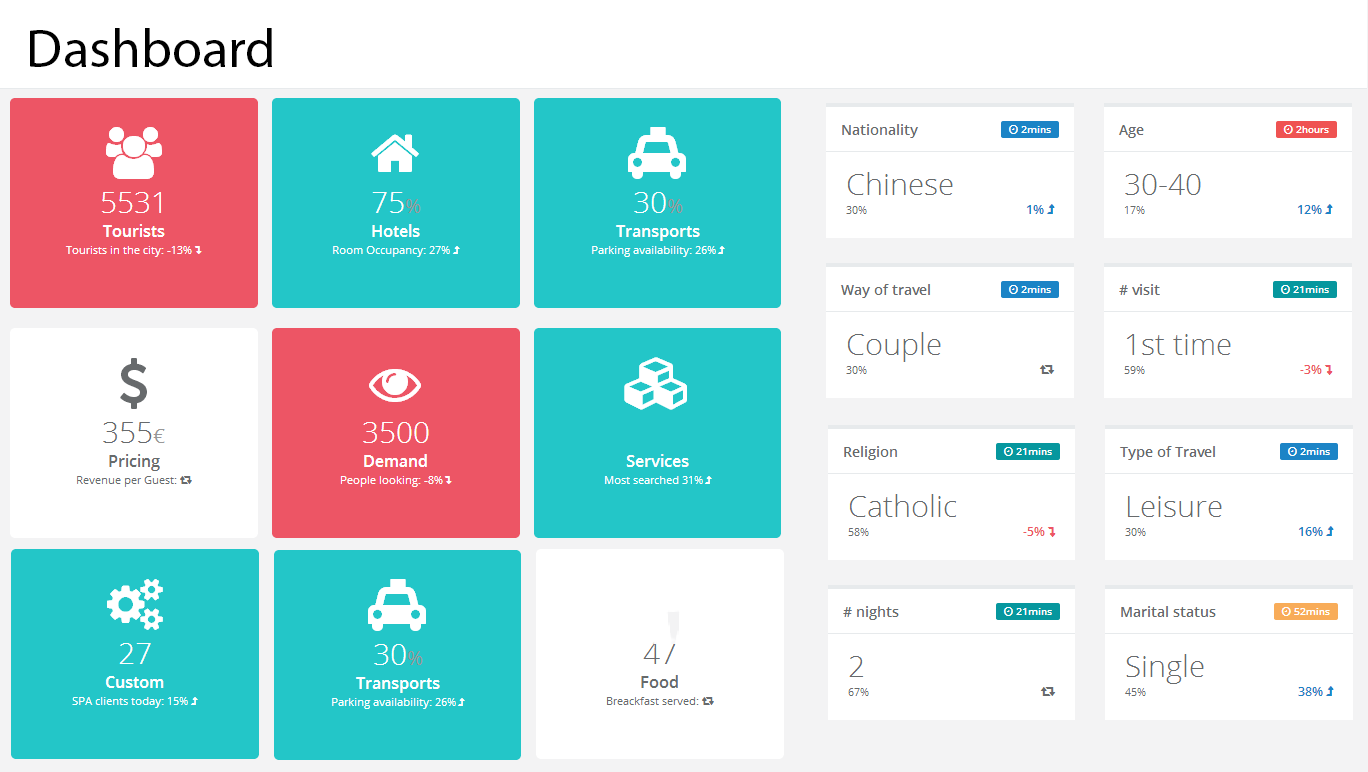 Dashboard
5531
Tourists
Tourists in the city: -13%
75%
Hotels
Room Occupancy: 27%
30%
Transports
Parking availability: 26%
355€
Pricing
Revenue per Guest:
3500
Demand
People looking: -8%
Services
Most searched 31%
27
Custom
SPA clients today: 15%
30%
Transports
Parking availability: 26%
47
Food
Breakfast served:
Nationality 2mins
Chinese
30% 1%
Age 2hours
30-40
17% 12%
Way of travel 2mins
Couple
30%
# visit 21mins
1st time
59% -3%
Religion 21mins
Catholic
58% -5%
Type of Travel 2mins
Leisure
30% 16%
# nights 21mins
2
67%
Marital status 52mins
Single
45% 38%